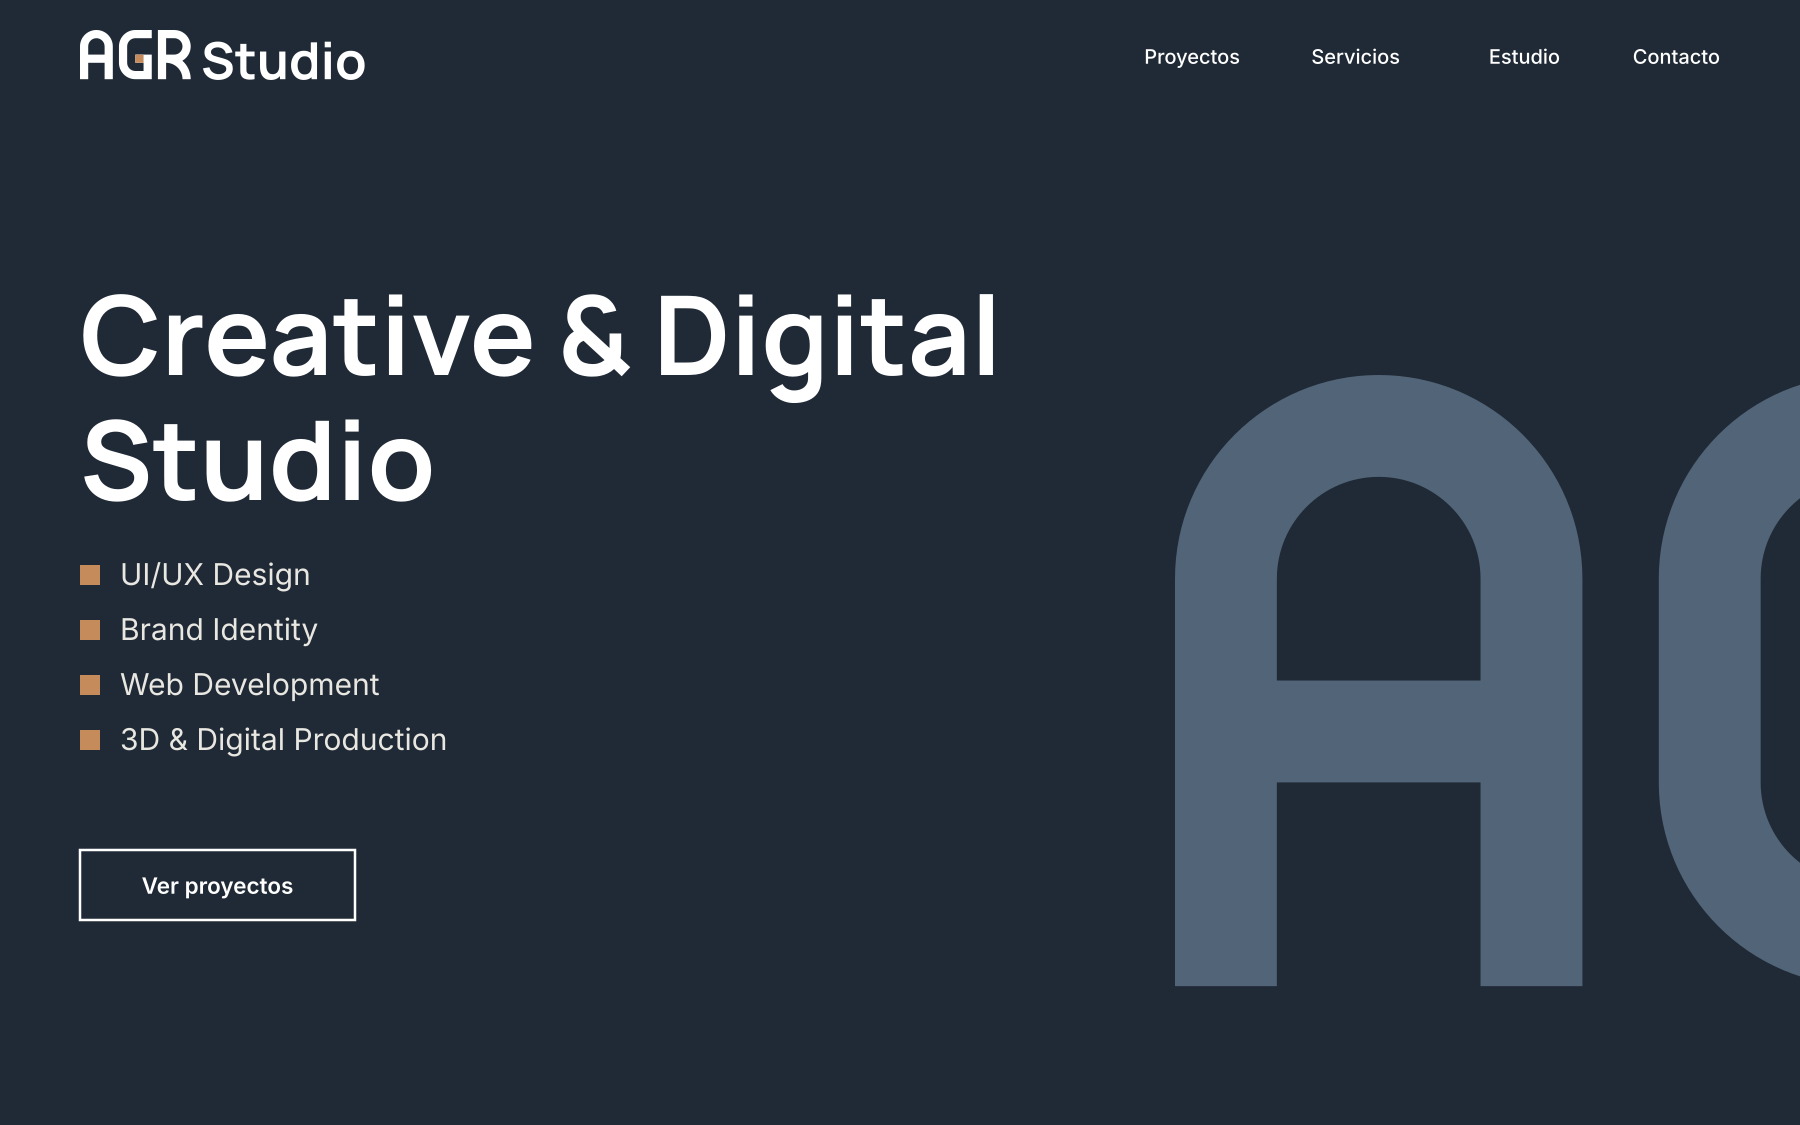 AGR Studio
Proyectos Servicios Estudio Contacto
Creative & Digital
Studio
UI/UX Design
Brand Identity
Web Development
3D & Digital Production
Ver proyectos
AG